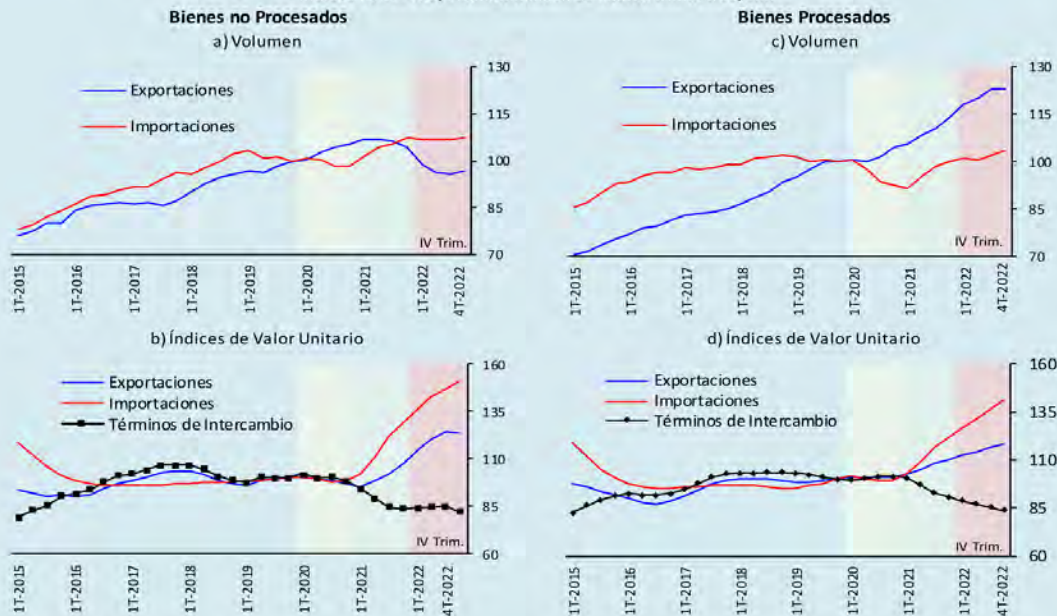 Bienes no Procesados
a) Volumen
Exportaciones
Importaciones
130
115
100
85
70
IV Trim.
1T-2015
1T-2016
1T-2017
1T-2018
1T-2019
1T-2020
1T-2021
1T-2022
4T-2022
Bienes Procesados
c) Volumen
Exportaciones
Importaciones
130
115
100
85
70
IV Trim.
1T-2015
1T-2016
1T-2017
1T-2018
1T-2019
1T-2020
1T-2021
1T-2022
4T-2022
b) Índices de Valor Unitario
Exportaciones
Importaciones
Términos de Intercambio
160
135
110
85
60
IV Trim.
1T-2015
1T-2016
1T-2017
1T-2018
1T-2019
1T-2020
1T-2021
1T-2022
4T-2022
d) Índices de Valor Unitario
Exportaciones
Importaciones
Términos de Intercambio
160
135
110
85
60
IV Trim.
1T-2015
1T-2016
1T-2017
1T-2018
1T-2019
1T-2020
1T-2021
1T-2022
4T-2022